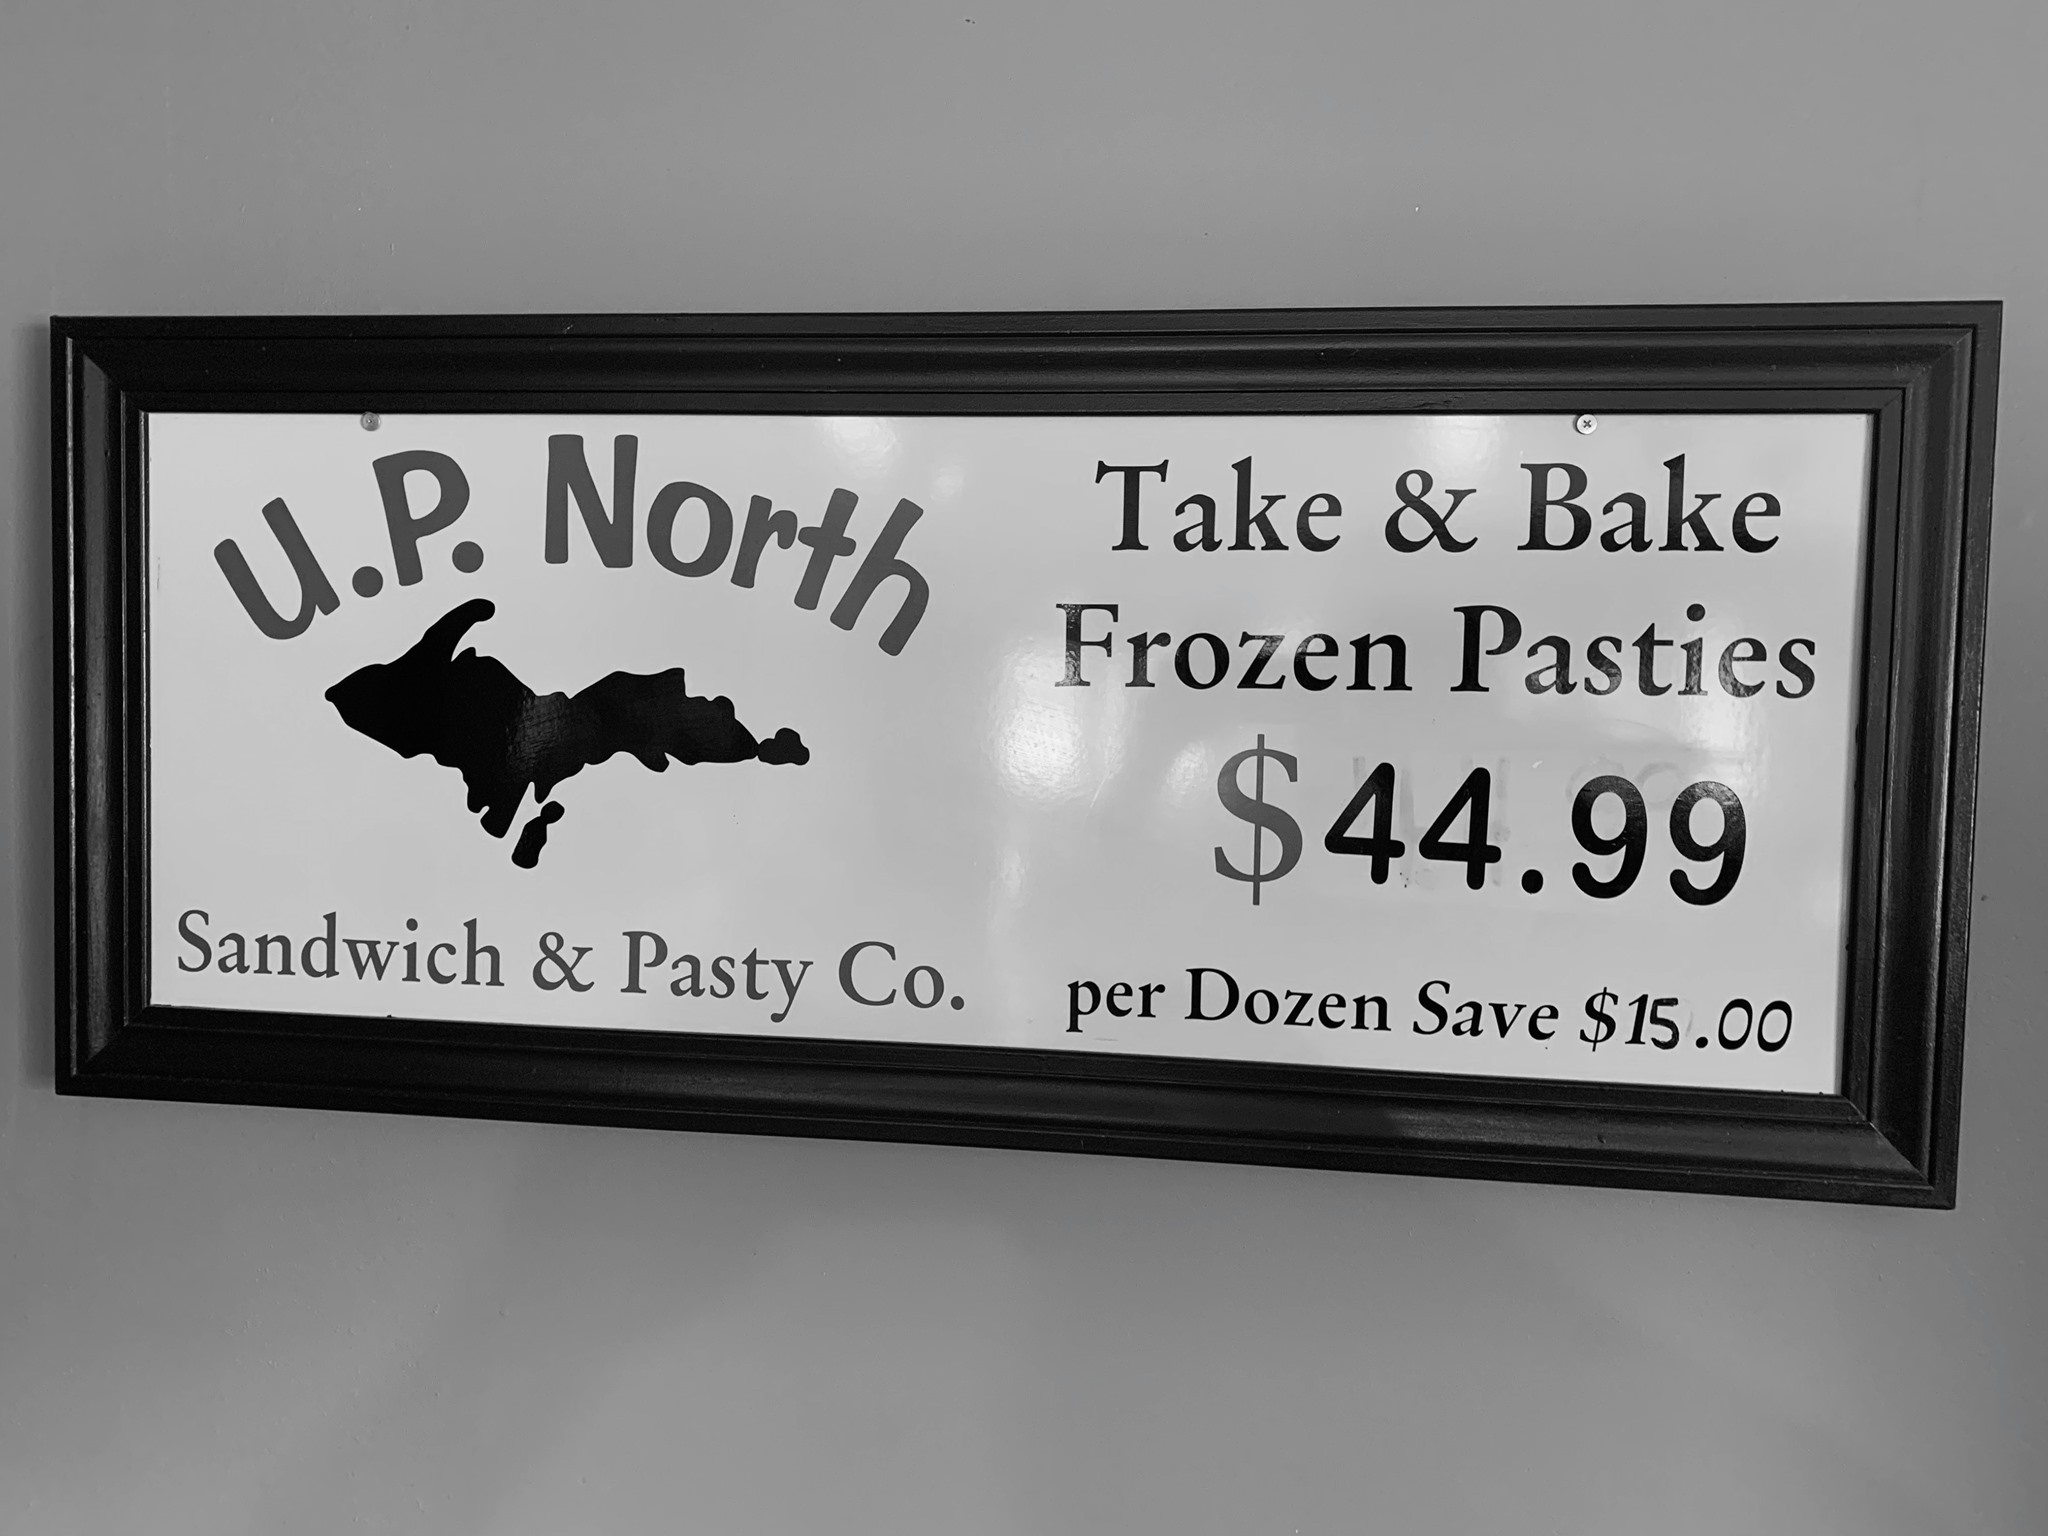 U.P. North
Sandwich & Pasty Co.
Take & Bake
Frozen Pasties
$44.99
per Dozen Save $15.00